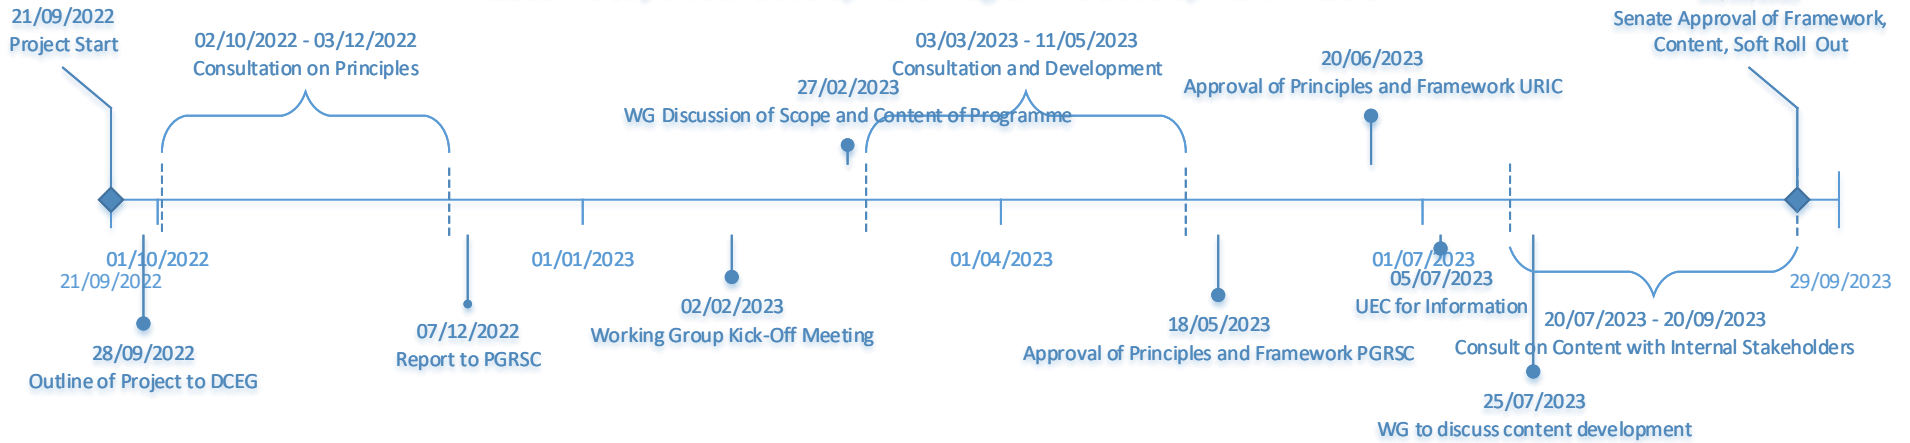 21/09/2022
Project Start
02/10/2022 - 03/12/2022
Consultation on Principles
27/02/2023
WG Discussion of Scope and Content of Programme
03/03/2023 - 11/05/2023
Consultation and Development
20/06/2023
Approval of Principles and Framework URIC
Senate Approval of Framework,
Content, Soft Roll Out
01/10/2022
21/09/2022
01/01/2023
01/04/2023
01/07/2023
29/09/2023
28/09/2022
Outline of Project to DCEG
07/12/2022
Report to PGRSC
02/02/2023
Working Group Kick-Off Meeting
18/05/2023
Approval of Principles and Framework PGRSC
05/07/2023
UEC for Information
20/07/2023 - 20/09/2023
Consult on Content with Internal Stakeholders
25/07/2023
WG to discuss content development